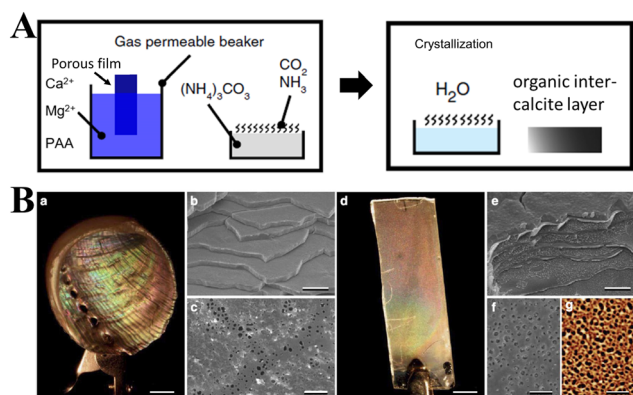 A
Gas permeable beaker
Porous film
Ca²⁺
Mg²⁺
PAA
(NH₄)₃CO₃
CO₂
NH₃
Crystallization
H₂O
organic inter-
calcite layer
B
a
b
c
d
e
f
g